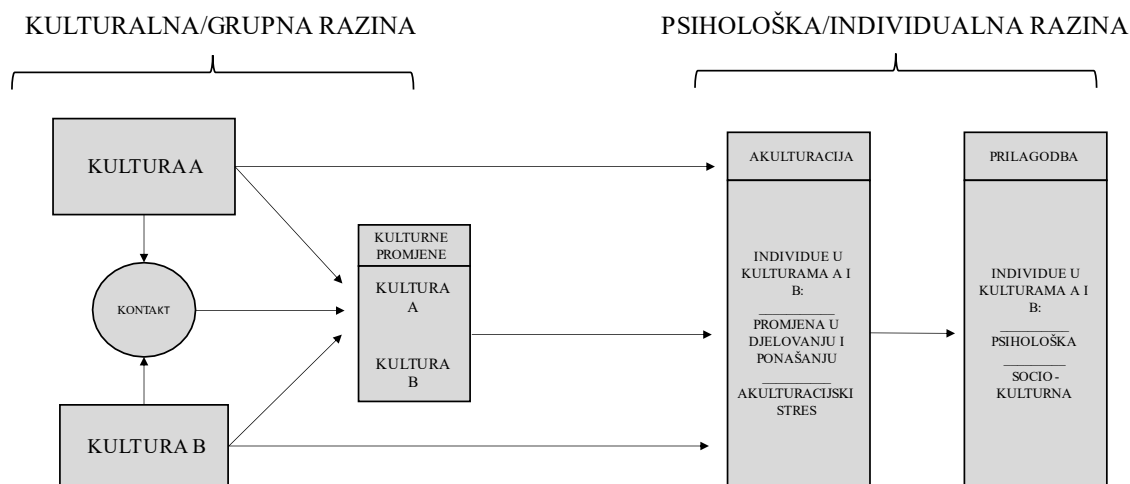 KULTURALNA/GRUPNA RAZINA
PSIHOLOŠKA/INDIVIDUALNA RAZINA
KULTURA A
KONTAKT
KULTURA B
KULTURNE
PROMJENE
KULTURA
A
KULTURA
B
AKULTURACIJA
INDIVIDUE U
KULTURAMA A I
B:
PROMJENA U
DJELOVANJU I
PONAŠANJU
AKULTURACIJSKI
STRES
PRILAGODBA
INDIVIDUE U
KULTURAMA A I
B:
PSIHOLOŠKA
SOCIO-
KULTURNA